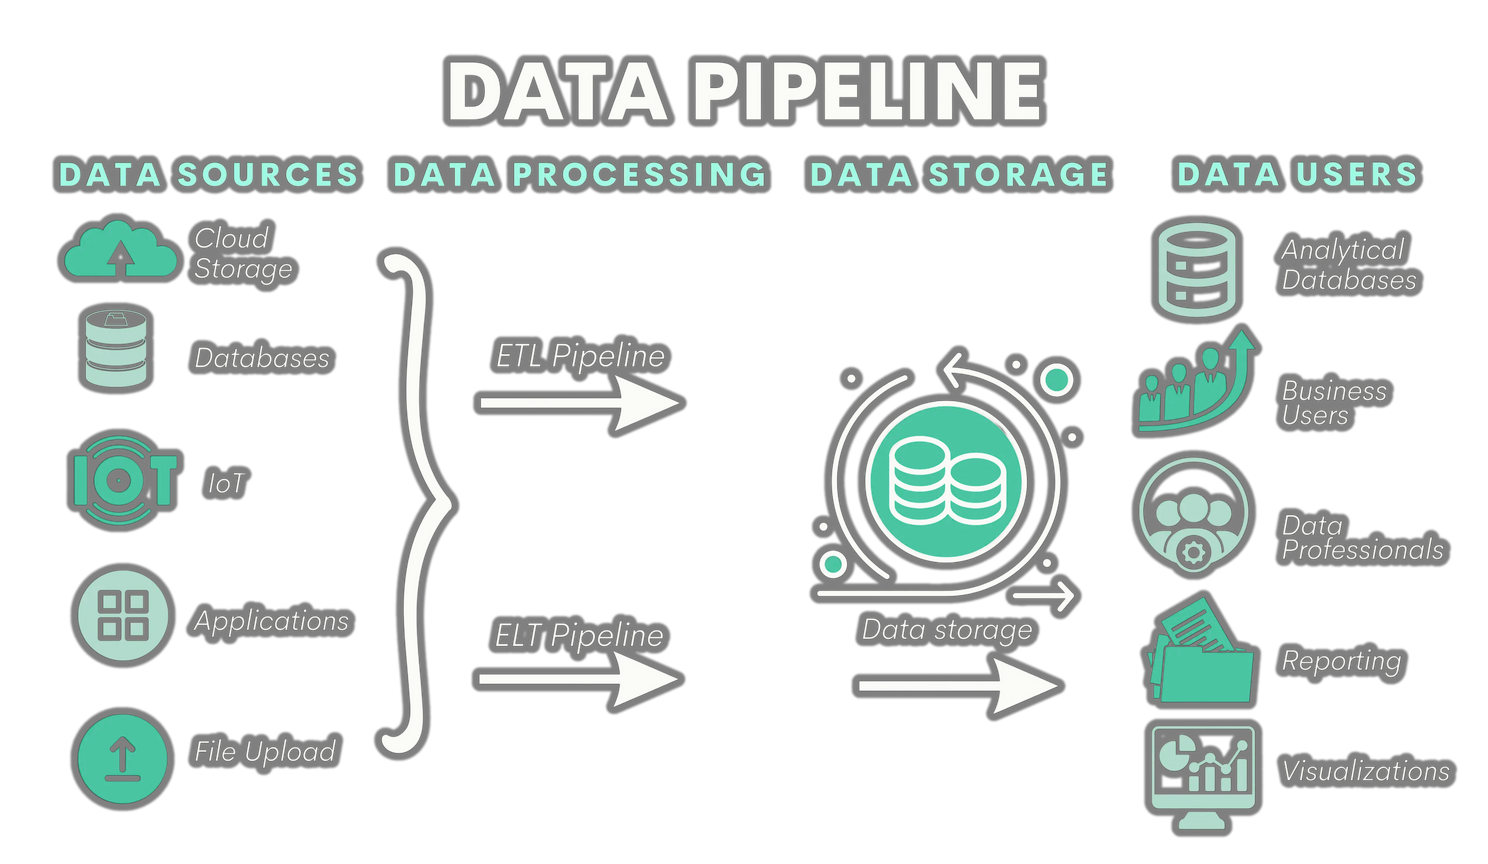 DATA PIPELINE
DATA SOURCES
DATA PROCESSING
DATA STORAGE
DATA USERS
Cloud
Storage
Databases
IOT
IoT
Applications
File Upload
ETL Pipeline
ELT Pipeline
Data storage
Analytical
Databases
Business
Users
Data
Professionals
Reporting
Visualizations